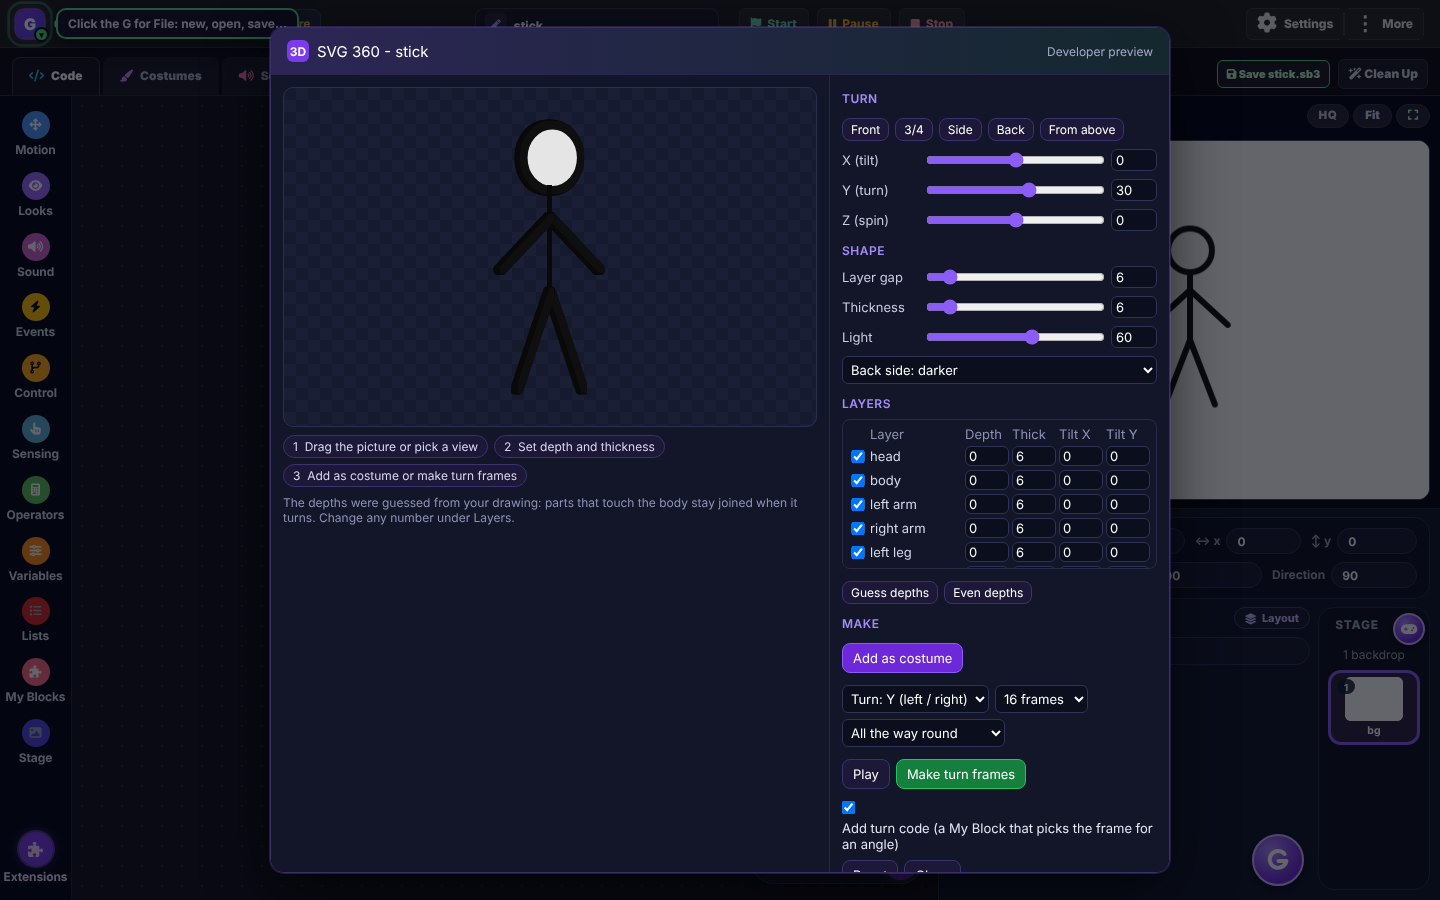 G
Click the G for File: new, open, save...
re
stick
Start
Pause
Stop
Settings
More
3D SVG 360 - stick
Developer preview
Code
Costumes
S
Save stick.sb3
Clean Up
HQ
Fit
Motion
Looks
Sound
Events
Control
Sensing
Operators
Variables
Lists
My Blocks
Stage
Extensions
1 Drag the picture or pick a view
2 Set depth and thickness
3 Add as costume or make turn frames
The depths were guessed from your drawing: parts that touch the body stay joined when it
turns. Change any number under Layers.
TURN
Front
3/4
Side
Back
From above
X (tilt) 0
Y (turn) 30
Z (spin) 0
SHAPE
Layer gap 6
Thickness 6
Light 60
Back side: darker
LAYERS
Layer Depth Thick Tilt X Tilt Y
head 0 6 0 0
body 0 6 0 0
left arm 0 6 0 0
right arm 0 6 0 0
left leg 0 6 0 0
Guess depths
Even depths
MAKE
Add as costume
Turn: Y (left / right)
16 frames
All the way round
Play
Make turn frames
Add turn code (a My Block that picks the frame for
an angle)
x 0
y 0
Direction 90
Layout
STAGE
1 backdrop
1
bg
G